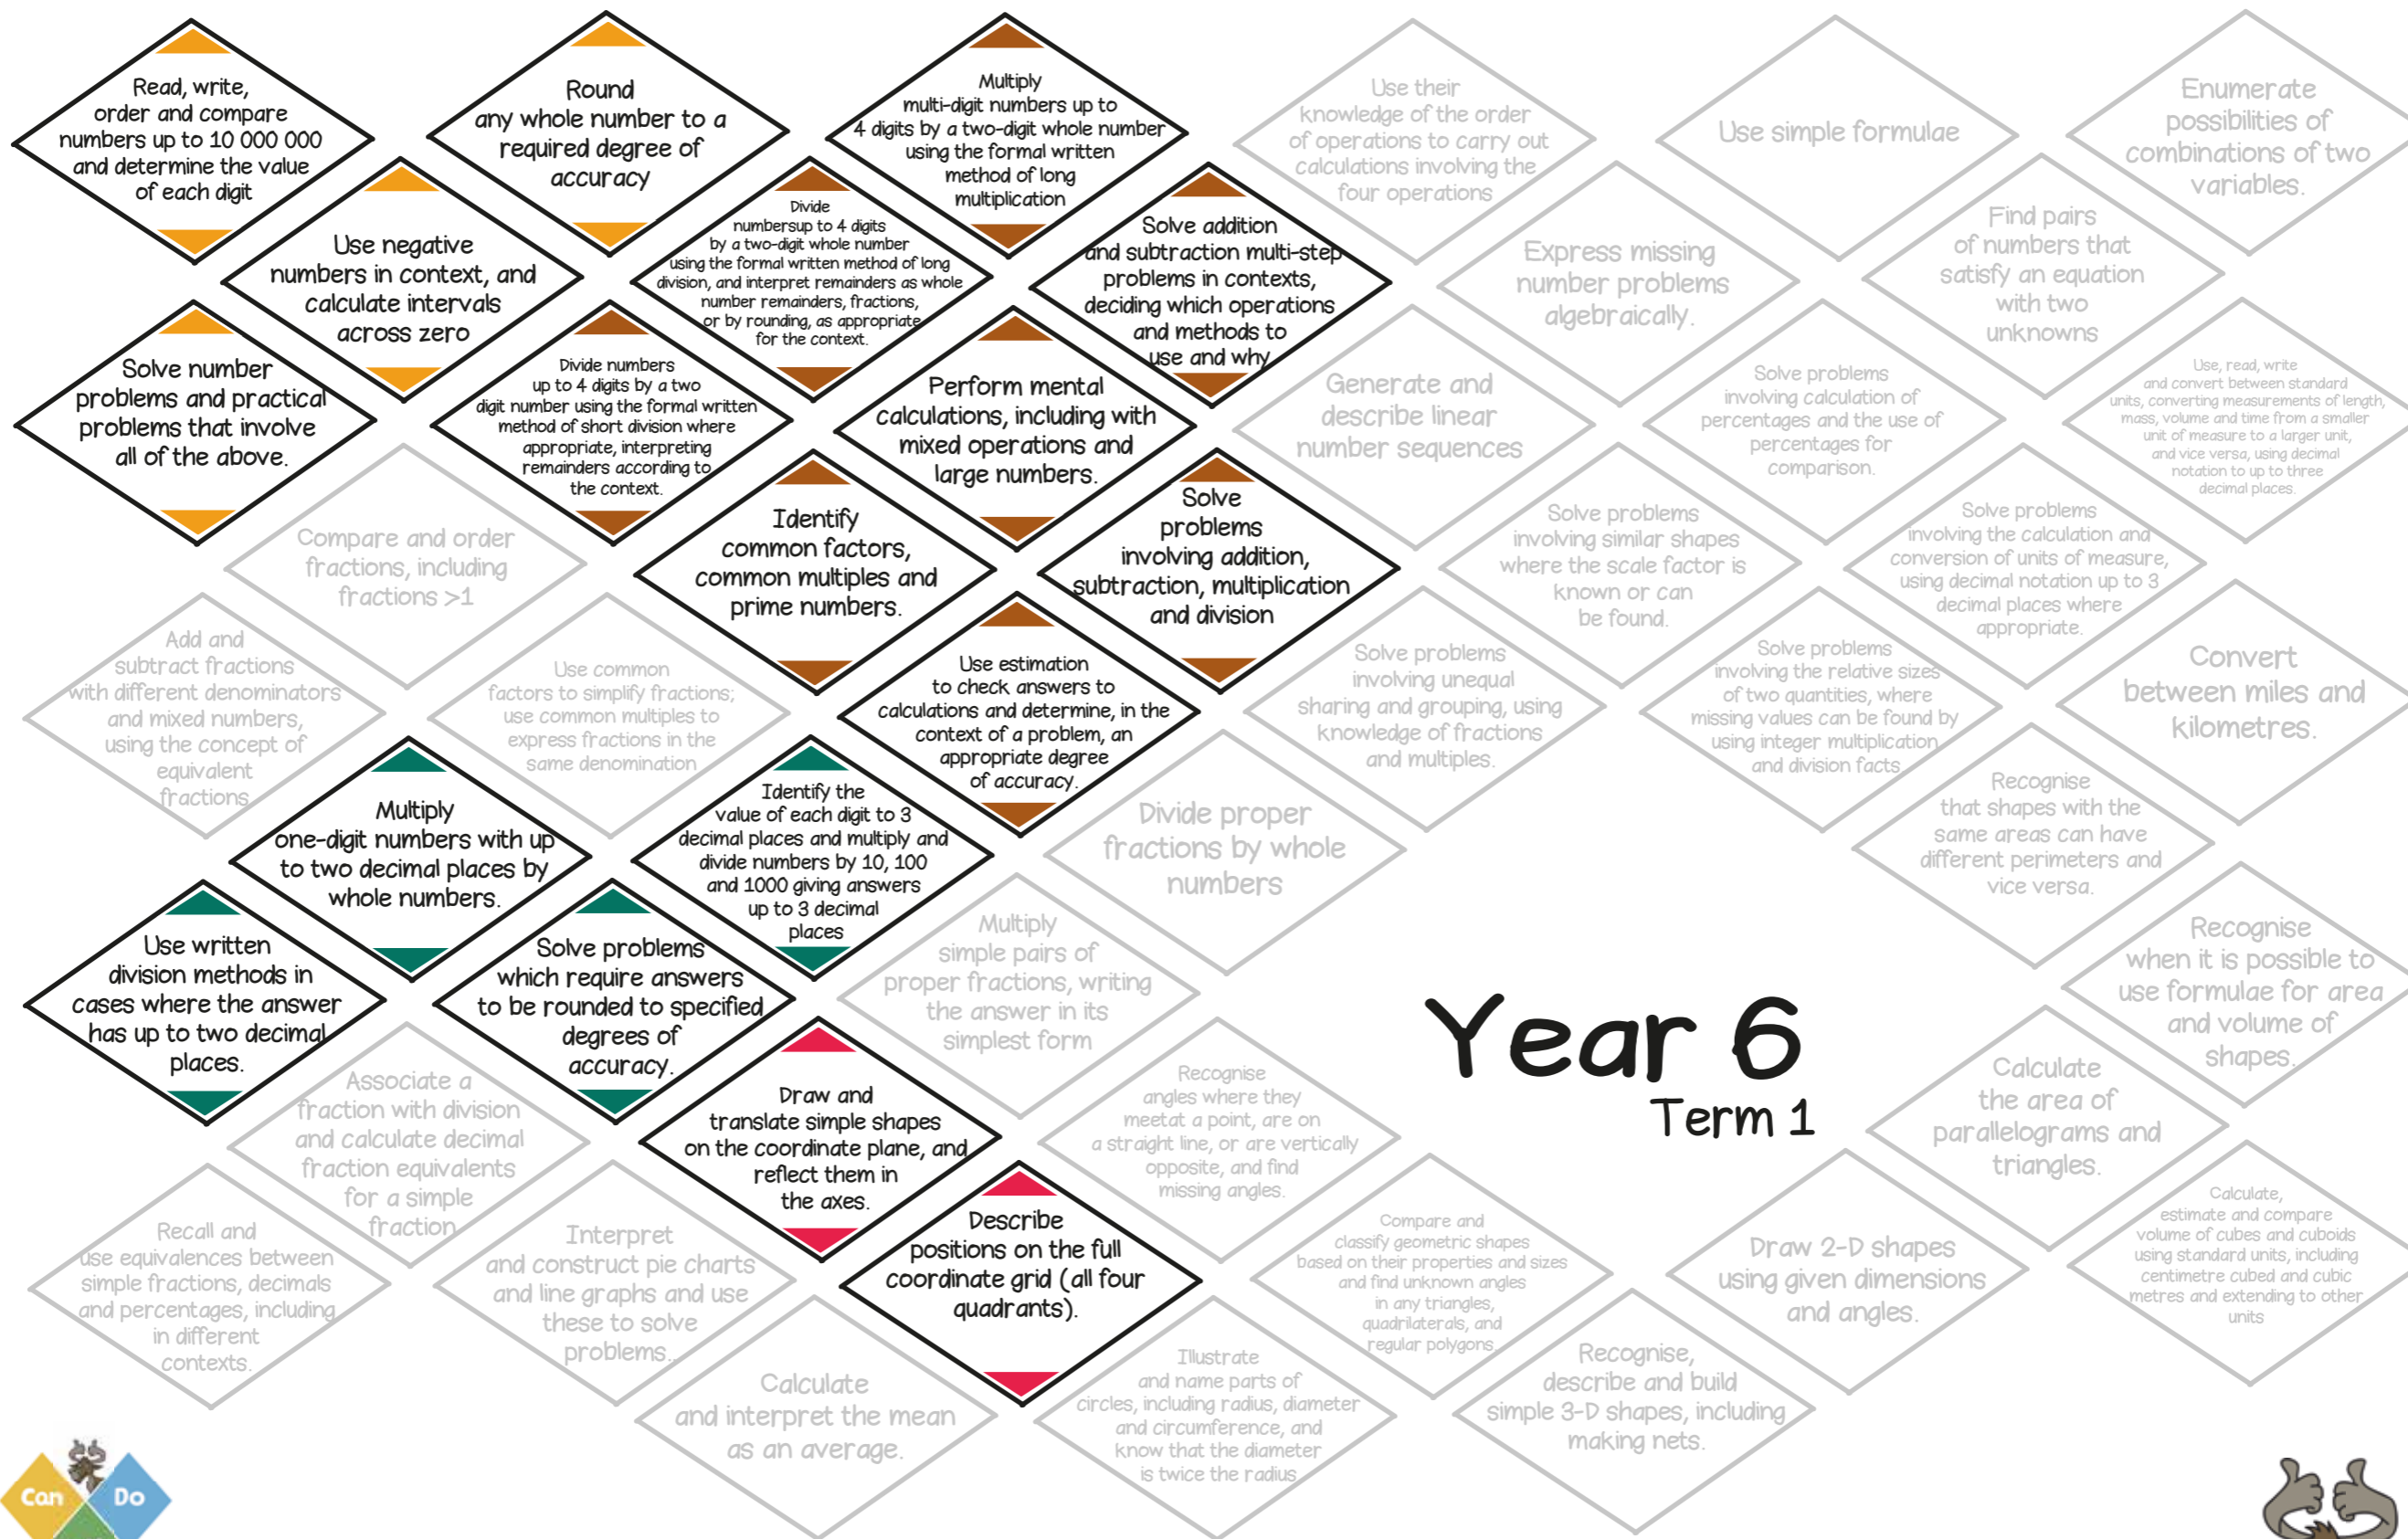 Read, write,
order and compare
numbers up to 10 000 000
and determine the value
of each digit
Round
any whole number to a
required degree of
accuracy
Multiply
multi-digit numbers up to
4 digits by a two-digit whole number
using the formal written
method of long
multiplication
Use their
knowledge of the order
of operations to carry out
calculations involving the
four operations
Use simple formulae
Enumerate
possibilities of
combinations of two
variables.
Use negative
numbers in context, and
calculate intervals
across zero
Divide
numbersup to 4 digits
by a two-digit whole number
using the formal written method of long
division, and interpret remainders as whole
number remainders, fractions,
or by rounding, as appropriate
for the context.
Solve addition
and subtraction multi-step
problems in contexts,
deciding which operations
and methods to
use and why
Express missing
number problems
algebraically.
Find pairs
of numbers that
satisfy an equation
with two
unknowns
Solve number
problems and practical
problems that involve
all of the above.
Divide numbers
up to 4 digits by a two
digit number using the formal written
method of short division where
appropriate, interpreting
remainders according to
the context.
Perform mental
calculations, including with
mixed operations and
large numbers.
Generate and
describe linear
number sequences
Solve problems
involving calculation of
percentages and the use of
percentages for
comparison.
Use, read, write
and convert between standard
units, converting measurements of length,
mass, volume and time from a smaller
unit of measure to a larger unit,
and vice versa, using decimal
notation to up to three
decimal places.
Compare and order
fractions, including
fractions >1
Identify
common factors,
common multiples and
prime numbers.
Solve
problems
involving addition,
subtraction, multiplication
and division
Solve problems
involving similar shapes
where the scale factor is
known or can
be found.
Solve problems
involving the calculation and
conversion of units of measure,
using decimal notation up to 3
decimal places where
appropriate.
Add and
subtract fractions
with different denominators
and mixed numbers,
using the concept of
equivalent
fractions
Use common
factors to simplify fractions;
use common multiples to
express fractions in the
same denomination
Use estimation
to check answers to
calculations and determine, in the
context of a problem, an
appropriate degree
of accuracy.
Solve problems
involving unequal
sharing and grouping, using
knowledge of fractions
and multiples.
Solve problems
involving the relative sizes
of two quantities, where
missing values can be found by
using integer multiplication
and division facts
Convert
between miles and
kilometres.
Multiply
one-digit numbers with up
to two decimal places by
whole numbers.
Identify the
value of each digit to 3
decimal places and multiply and
divide numbers by 10, 100
and 1000 giving answers
up to 3 decimal
places
Divide proper
fractions by whole
numbers
Recognise
that shapes with the
same areas can have
different perimeters and
vice versa.
Use written
division methods in
cases where the answer
has up to two decimal
places.
Solve problems
which require answers
to be rounded to specified
degrees of
accuracy.
Multiply
simple pairs of
proper fractions, writing
the answer in its
simplest form
Recognise
when it is possible to
use formulae for area
and volume of
shapes.
Year 6
Term 1
Associate a
fraction with division
and calculate decimal
fraction equivalents
for a simple
fraction
Draw and
translate simple shapes
on the coordinate plane, and
reflect them in
the axes.
Recognise
angles where they
meetat a point, are on
a straight line, or are vertically
opposite, and find
missing angles.
Calculate
the area of
parallelograms and
triangles.
Recall and
use equivalences between
simple fractions, decimals
and percentages, including
in different
contexts.
Interpret
and construct pie charts
and line graphs and use
these to solve
problems.
Describe
positions on the full
coordinate grid (all four
quadrants).
Compare and
classify geometric shapes
based on their properties and sizes
and find unknown angles
in any triangles,
quadrilaterals, and
regular polygons
Draw 2-D shapes
using given dimensions
and angles.
Calculate,
estimate and compare
volume of cubes and cuboids
using standard units, including
centimetre cubed and cubic
metres and extending to other
units
Calculate
and interpret the mean
as an average.
Illustrate
and name parts of
circles, including radius, diameter
and circumference, and
know that the diameter
is twice the radius
Recognise,
describe and build
simple 3-D shapes, including
making nets.
Can Do